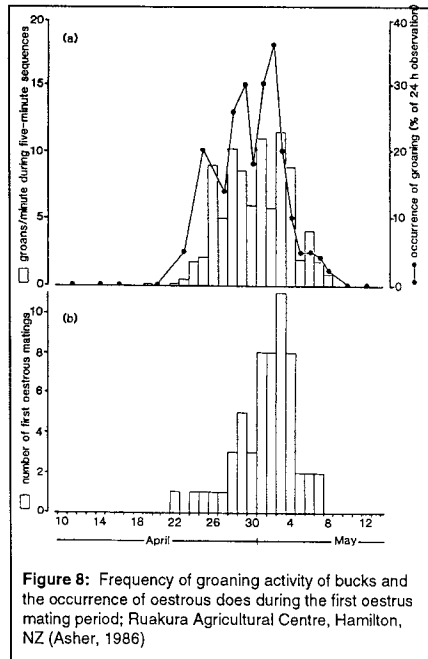 20
15
10
5
0
(a)
groans/minute during five-minute sequences
40
30
20
10
0
occurrence of groaning (% of 24 h observation)
10
8
6
4
2
0
(b)
number of first oestrous matings
10 14 18 22 26 30 4 8 12
April May
Figure 8: Frequency of groaning activity of bucks and
the occurrence of oestrous does during the first oestrus
mating period; Ruakura Agricultural Centre, Hamilton,
NZ (Asher, 1986)